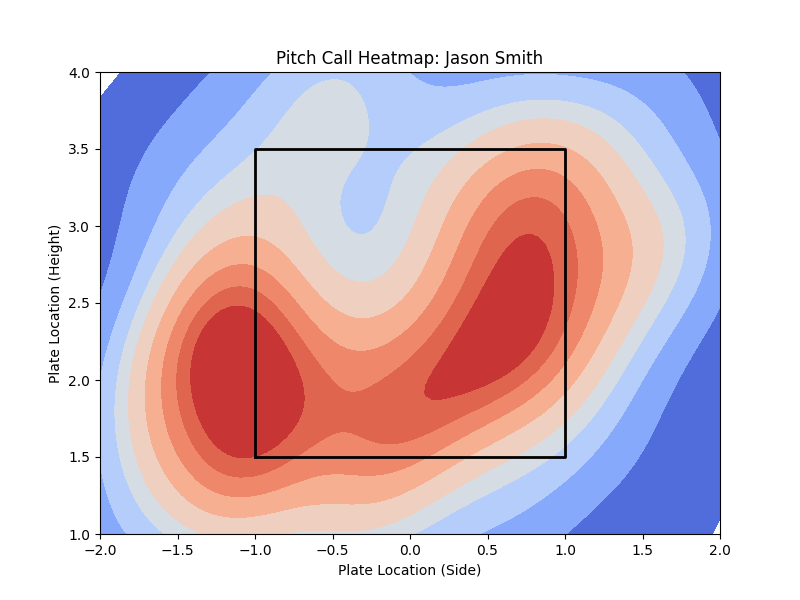 Pitch Call Heatmap: Jason Smith
4.0
3.5
3.0
2.5
2.0
1.5
1.0
Plate Location (Height)
−2.0 −1.5 −1.0 −0.5 0.0 0.5 1.0 1.5 2.0
Plate Location (Side)